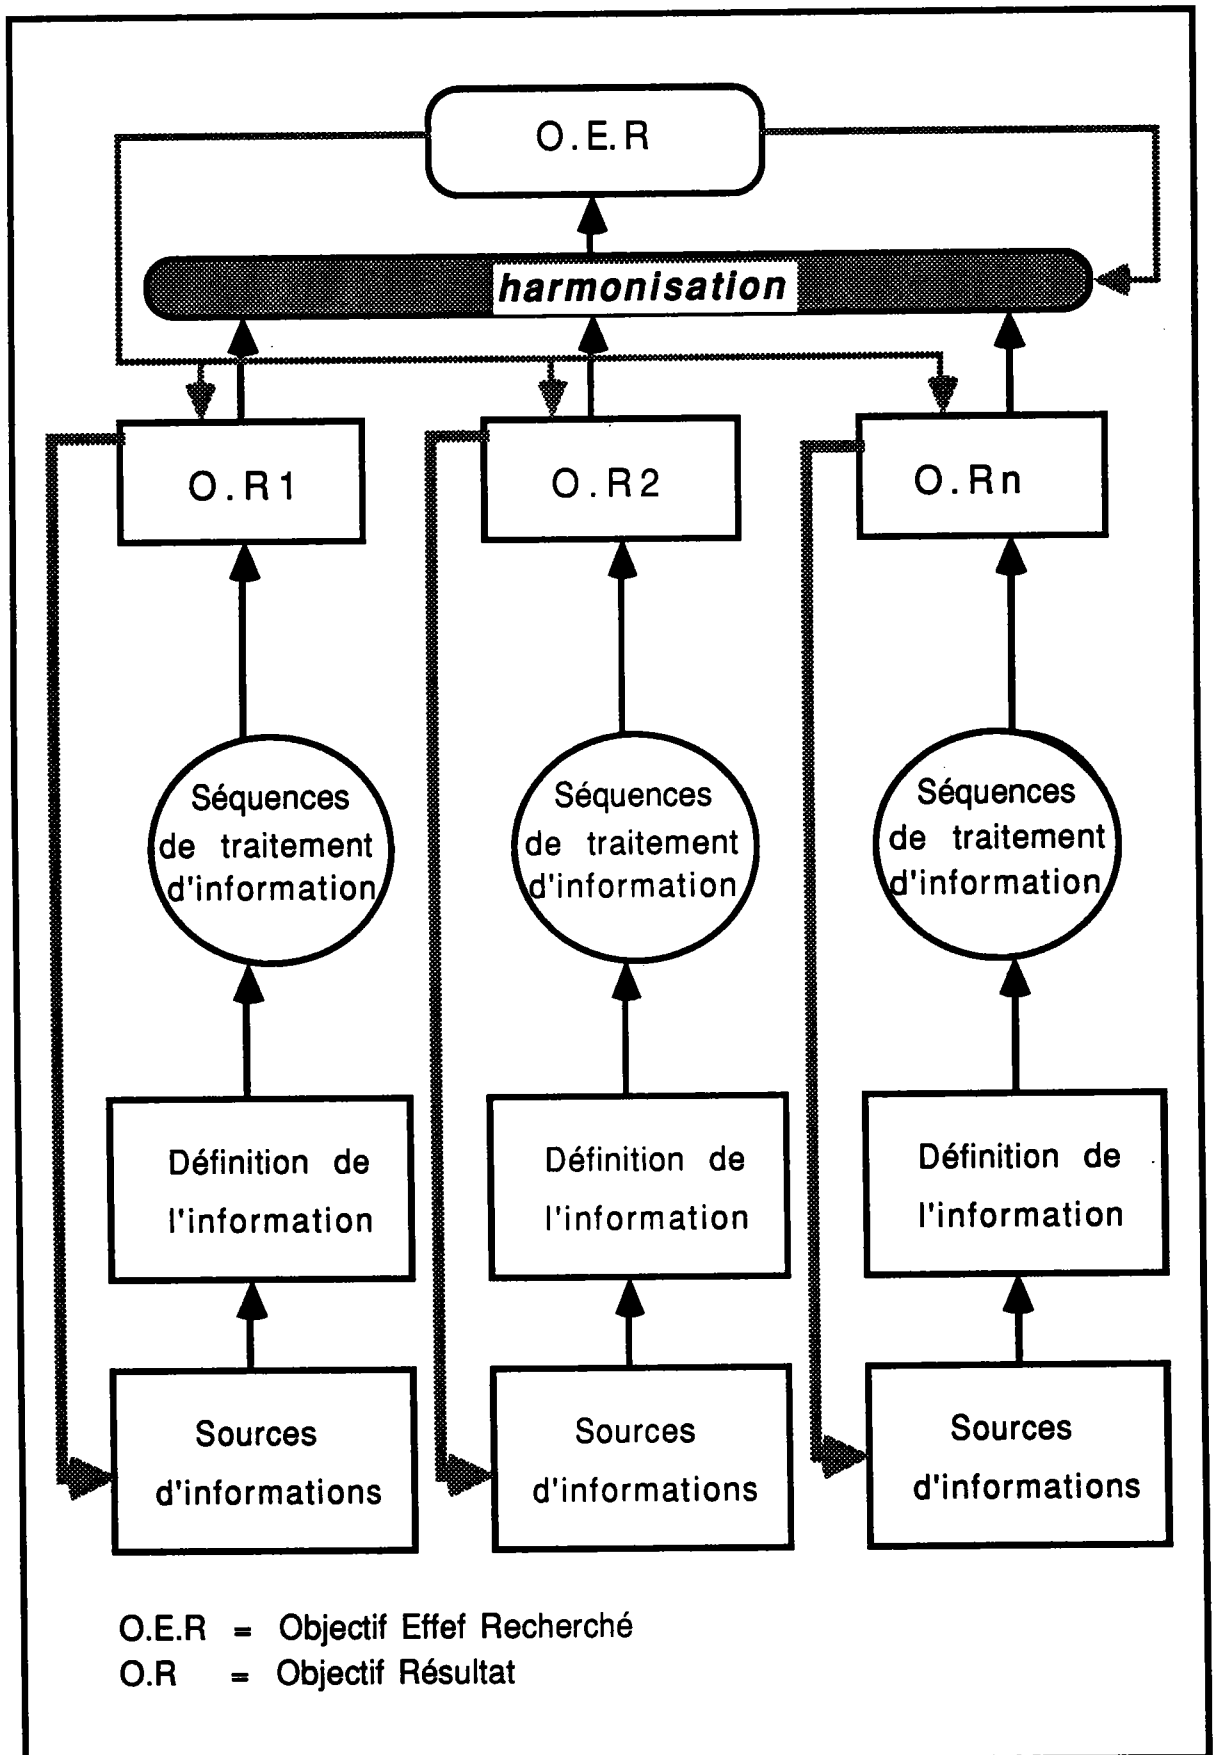 O.E.R
harmonisation
O.R1
O.R2
O.Rn
Séquences
de traitement
d'information
Séquences
de traitement
d'information
Séquences
de traitement
d'information
Définition de
l'information
Définition de
l'information
Définition de
l'information
Sources
d'informations
Sources
d'informations
Sources
d'informations
O.E.R = Objectif Effef Recherché
O.R = Objectif Résultat